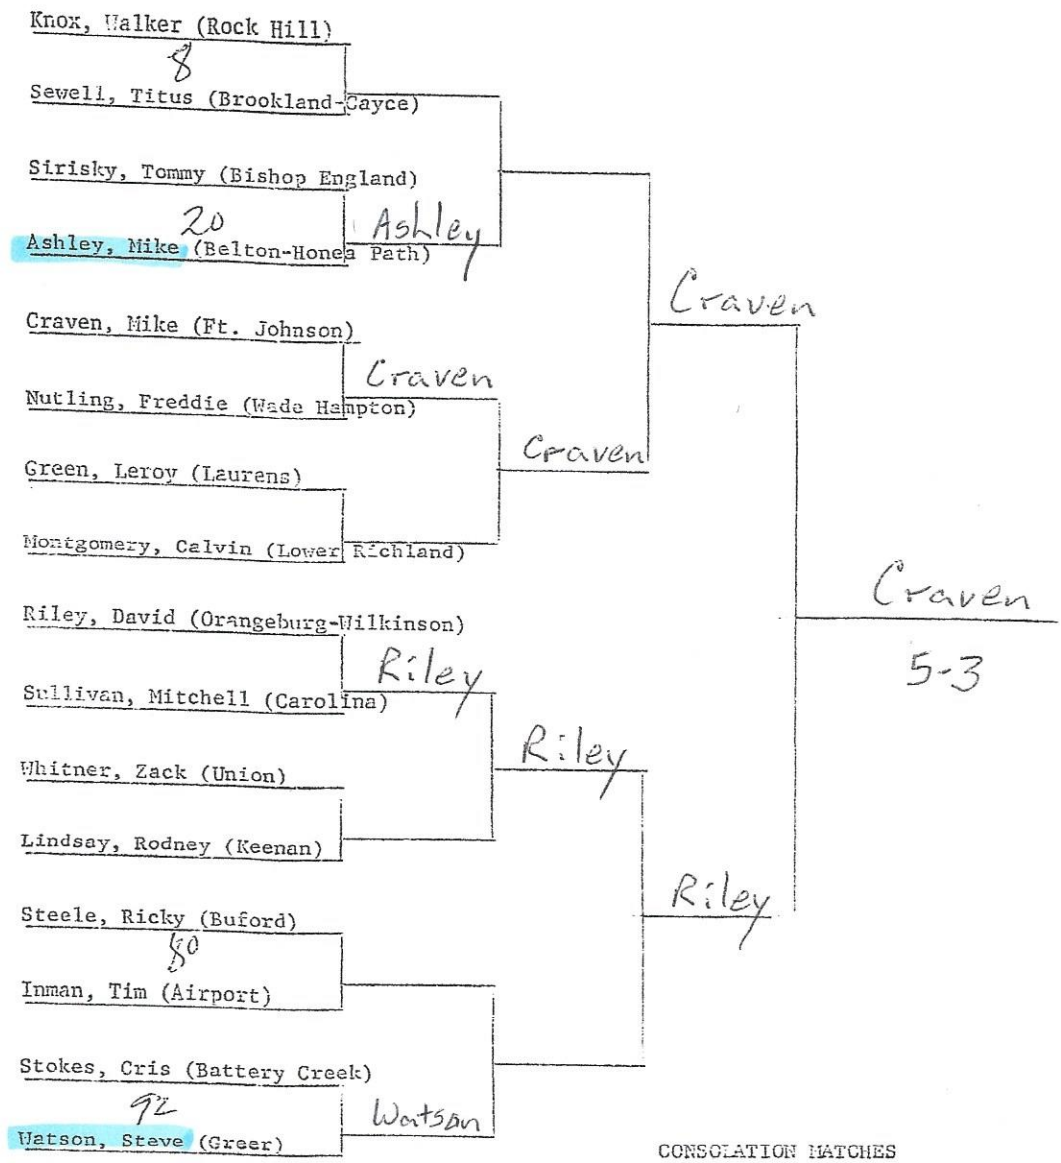 Knox, Walker (Rock Hill)
8
Sewell, Titus (Brookland-Cayce)
Sirisky, Tommy (Bishop England)
20
Ashley
Ashley, Mike (Belton-Honea Path)
Craven
Craven, Mike (Ft. Johnson)
Craven
Nutling, Freddie (Wade Hampton)
Craven
Green, Leroy (Laurens)
Montgomery, Calvin (Lower Richland)
Craven
5-3
Riley, David (Orangeburg-Wilkinson)
Riley
Sullivan, Mitchell (Carolina)
Riley
Whitner, Zack (Union)
Lindsay, Rodney (Keenan)
Riley
Steele, Ricky (Buford)
80
Inman, Tim (Airport)
Stokes, Cris (Battery Creek)
92
Watson
Watson, Steve (Greer)
CONSOLATION MATCHES